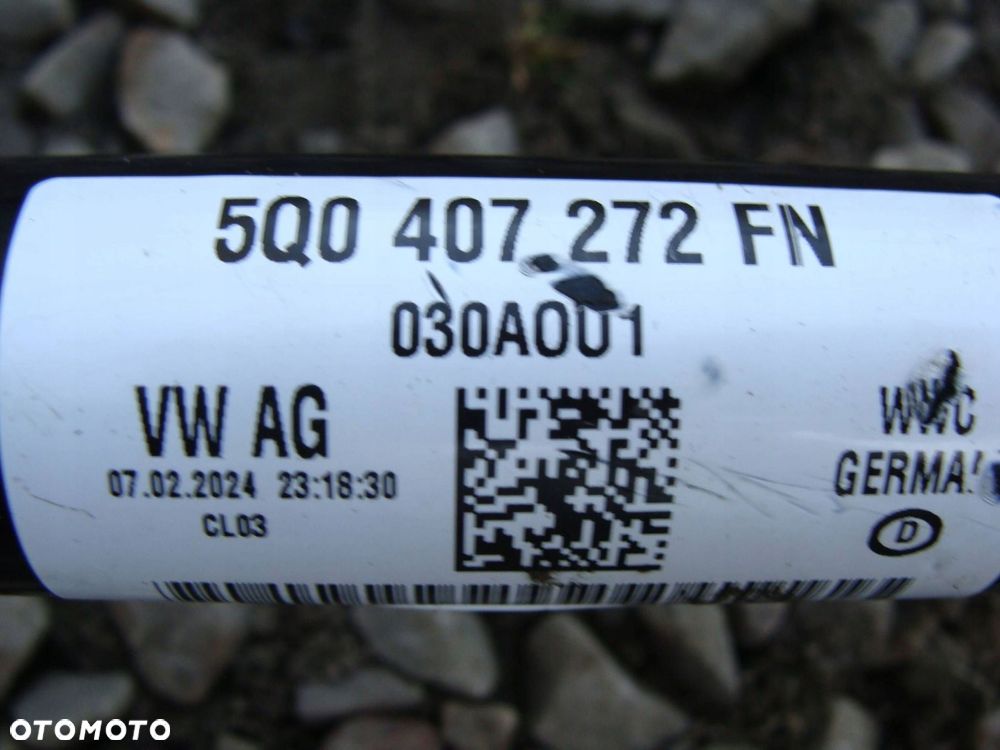 5Q0 407 272 FN
030A001
VW AG
07.02.2024 23:18:30
CL03
GERMA
D
OTOMOTO